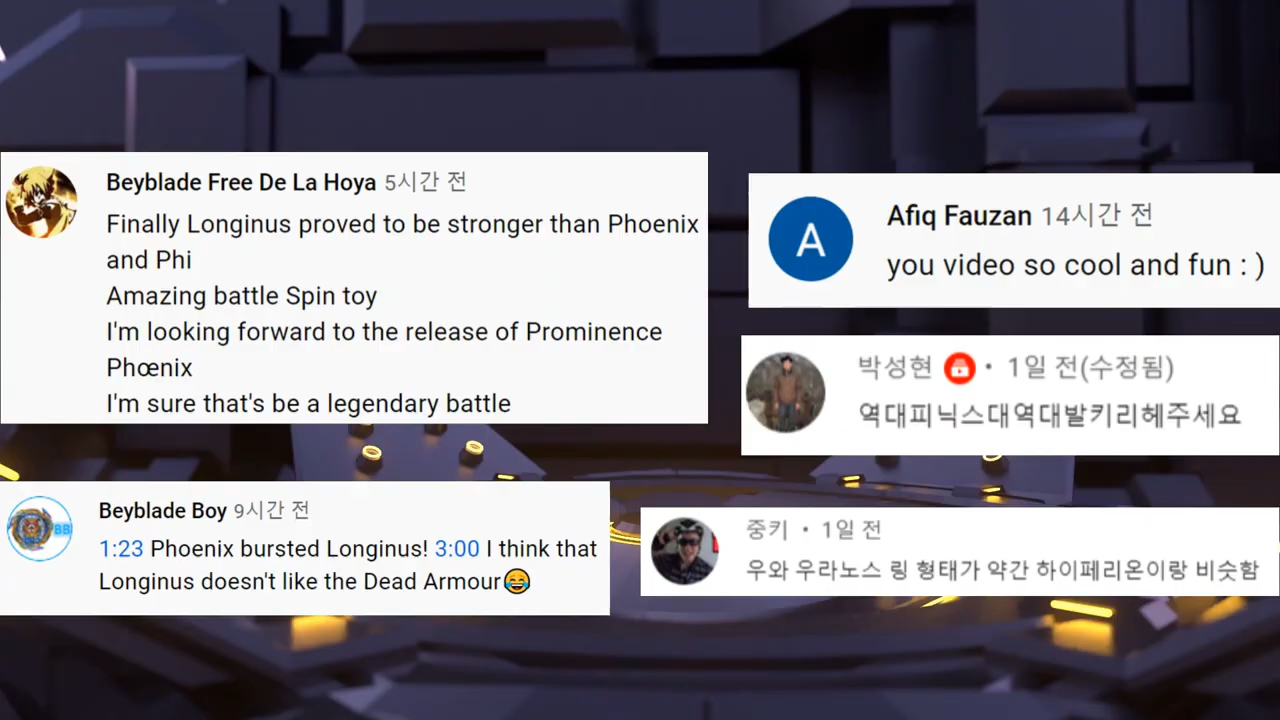 Beyblade Free De La Hoya 5시간 전
Finally Longinus proved to be stronger than Phoenix
and Phi
Amazing battle Spin toy
I'm looking forward to the release of Prominence
Phœnix
I'm sure that's be a legendary battle
Beyblade Boy 9시간 전
1:23 Phoenix bursted Longinus! 3:00 I think that
Longinus doesn't like the Dead Armour😂
BB
A
Afiq Fauzan 14시간 전
you video so cool and fun : )
박성현 • 1일 전(수정됨)
역대피닉스대역대발키리헤주세요
중키 • 1일 전
우와 우라노스 링 형태가 약간 하이페리온이랑 비슷함